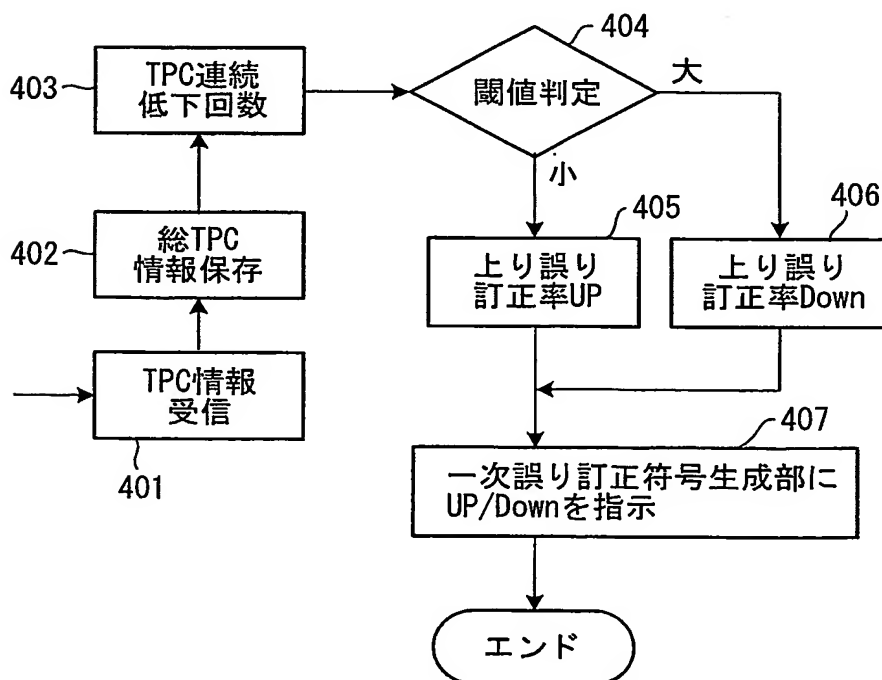 404
403
TPC連続
低下回数
閾値判定
大
小
402
総TPC
情報保存
405
上り誤り
訂正率UP
406
上り誤り
訂正率Down
TPC情報
受信
401
407
一次誤り訂正符号生成部に
UP/Downを指示
エンド